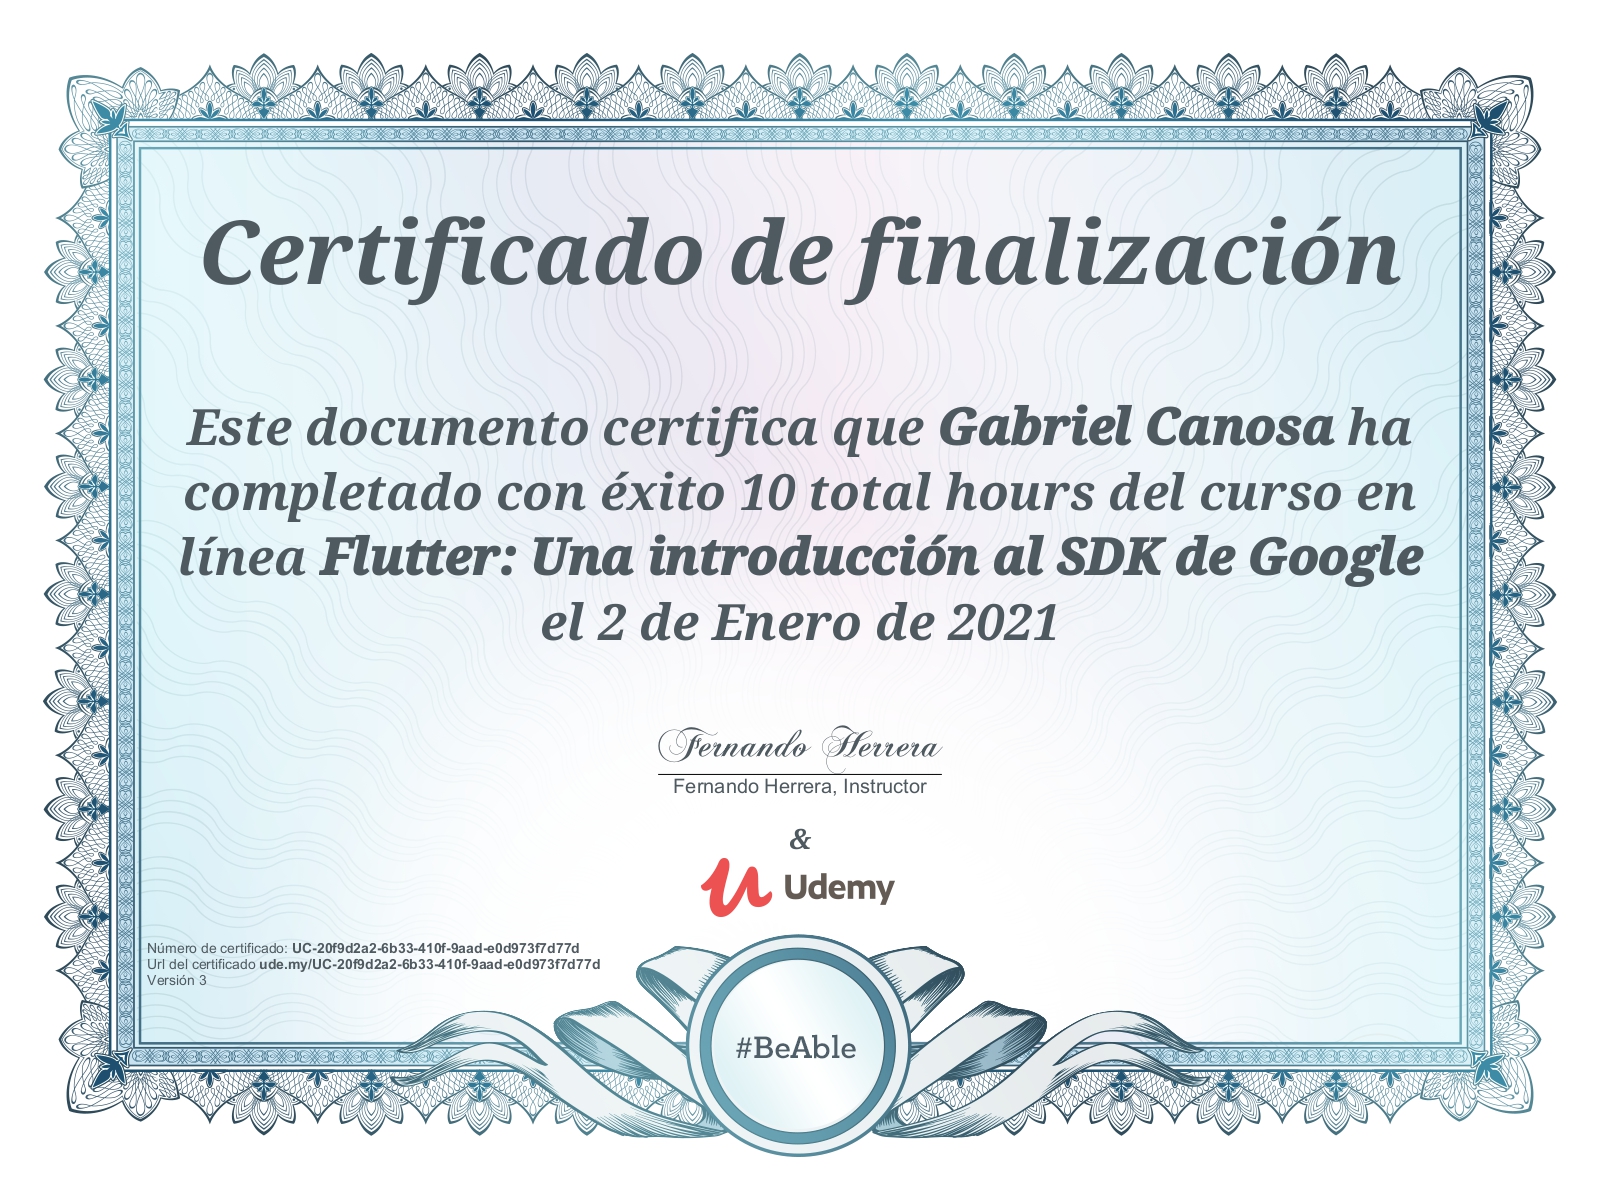 Certificado de finalización
Este documento certifica que Gabriel Canosa ha
completado con éxito 10 total hours del curso en
línea Flutter: Una introducción al SDK de Google
el 2 de Enero de 2021
Fernando Herrera
Fernando Herrera, Instructor
&
Udemy
Número de certificado: UC-20f9d2a2-6b33-410f-9aad-e0d973f7d77d
Url del certificado ude.my/UC-20f9d2a2-6b33-410f-9aad-e0d973f7d77d
Versión 3
#BeAble